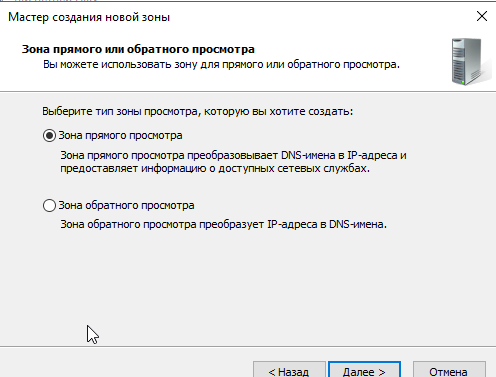 Мастер создания новой зоны
Зона прямого или обратного просмотра
Вы можете использовать зону для прямого или обратного просмотра.
Выберите тип зоны просмотра, которую вы хотите создать:
Зона прямого просмотра
Зона прямого просмотра преобразовывает DNS-имена в IP-адреса и
предоставляет информацию о доступных сетевых службах.
Зона обратного просмотра
Зона обратного просмотра преобразует IP-адреса в DNS-имена.
< Назад
Далее >
Отмена